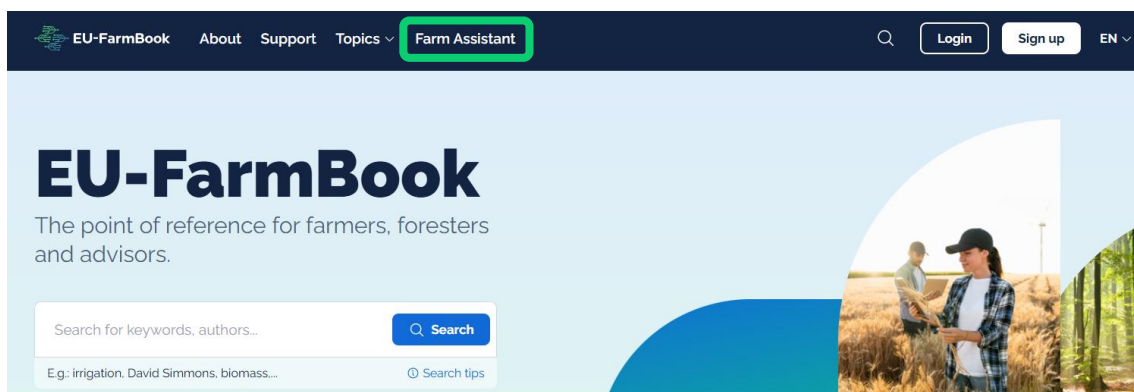 EU-FarmBook About Support Topics Farm Assistant Login Sign up EN
EU-FarmBook
The point of reference for farmers, foresters
and advisors.
Search for keywords, authors... Search
E.g.: irrigation, David Simmons, biomass,... Search tips